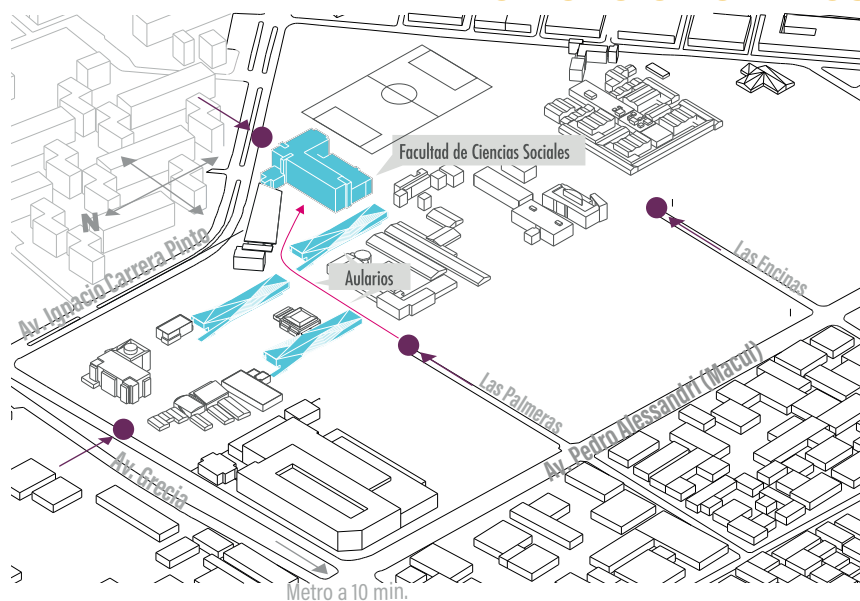 Facultad de Ciencias Sociales
N
Av. Ignacio Carrera Pinto
Las Encinas
Aularios
Las Palmeras
Av. Pedro Alessandri (Macul)
Av. Grecia
Metro a 10 min.